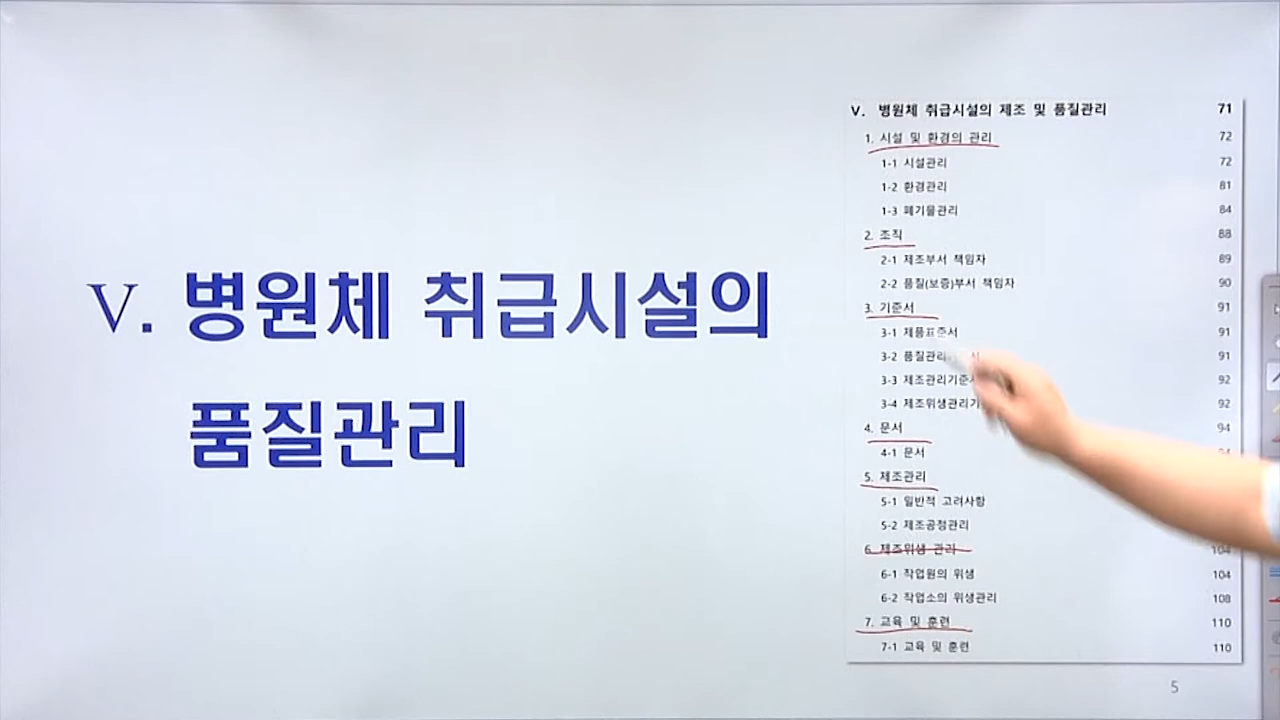 V. 병원체 취급시설의
품질관리
V. 병원체 취급시설의 제조 및 품질관리 71
1. 시설 및 환경의 관리 72
1-1 시설관리 72
1-2 환경관리 81
1-3 폐기물관리 84
2. 조직 88
2-1 제조부서 책임자 89
2-2 품질(보증)부서 책임자 90
3. 기준서 91
3-1 제품표준서 91
3-2 품질관리 91
3-3 제조관리기준 92
3-4 제조위생관리기 92
4. 문서 94
4-1 문서
5. 제조관리
5-1 일반적 고려사항
5-2 제조공정관리
6. 제조위생 관리 104
6-1 작업원의 위생 104
6-2 작업소의 위생관리 108
7. 교육 및 훈련 110
7-1 교육 및 훈련 110
5